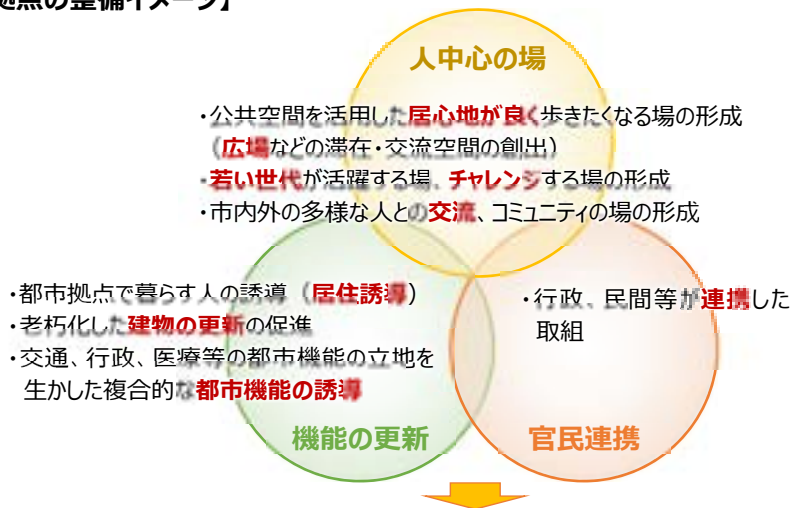 点の整備イメージ】
人中心の場
・公共空間を活用した居心地が良く歩きたくなる場の形成
（広場などの滞在・交流空間の創出）
・若い世代が活躍する場、チャレンジする場の形成
・市内外の多様な人との交流、コミュニティの場の形成
・都市拠点で暮らす人の誘導（居住誘導）
・老朽化した建物の更新の促進
・交通、行政、医療等の都市機能の立地を
生かした複合的な都市機能の誘導
・行政、民間等が連携した
取組
機能の更新
官民連携